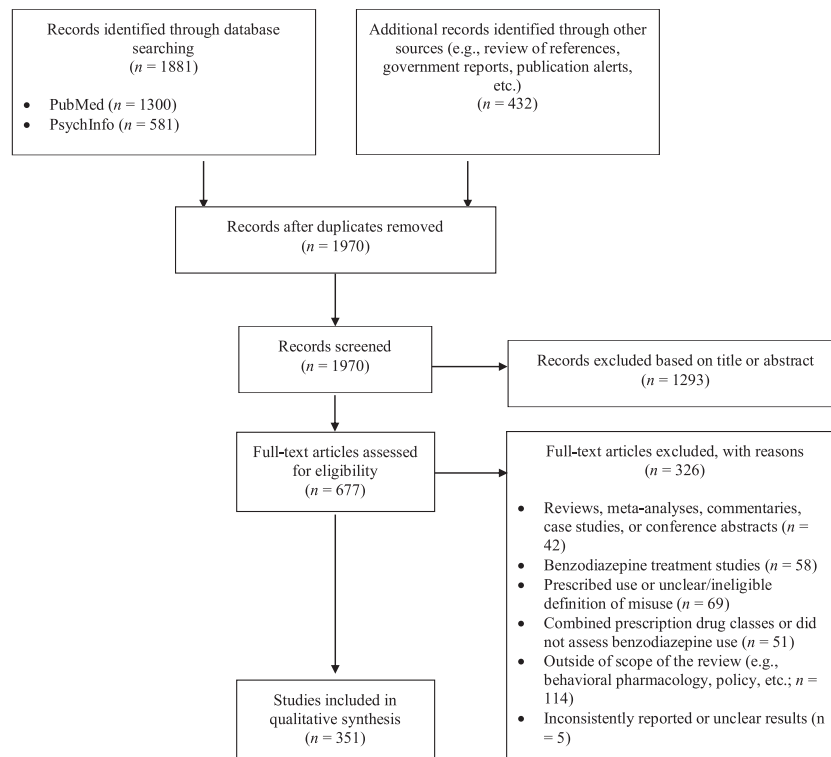 Records identified through database
searching
(n = 1881)
• PubMed (n = 1300)
• PsychInfo (n = 581)
Additional records identified through other
sources (e.g., review of references,
government reports, publication alerts,
etc.)
(n = 432)
Records after duplicates removed
(n = 1970)
Records screened
(n = 1970)
Records excluded based on title or abstract
(n = 1293)
Full-text articles assessed
for eligibility
(n = 677)
Full-text articles excluded, with reasons
(n = 326)
• Reviews, meta-analyses, commentaries,
case studies, or conference abstracts (n =
42)
• Benzodiazepine treatment studies (n = 58)
• Prescribed use or unclear/ineligible
definition of misuse (n = 69)
• Combined prescription drug classes or did
not assess benzodiazepine use (n = 51)
• Outside of scope of the review (e.g.,
behavioral pharmacology, policy, etc.; n =
114)
• Inconsistently reported or unclear results (n
= 5)
Studies included in
qualitative synthesis
(n = 351)